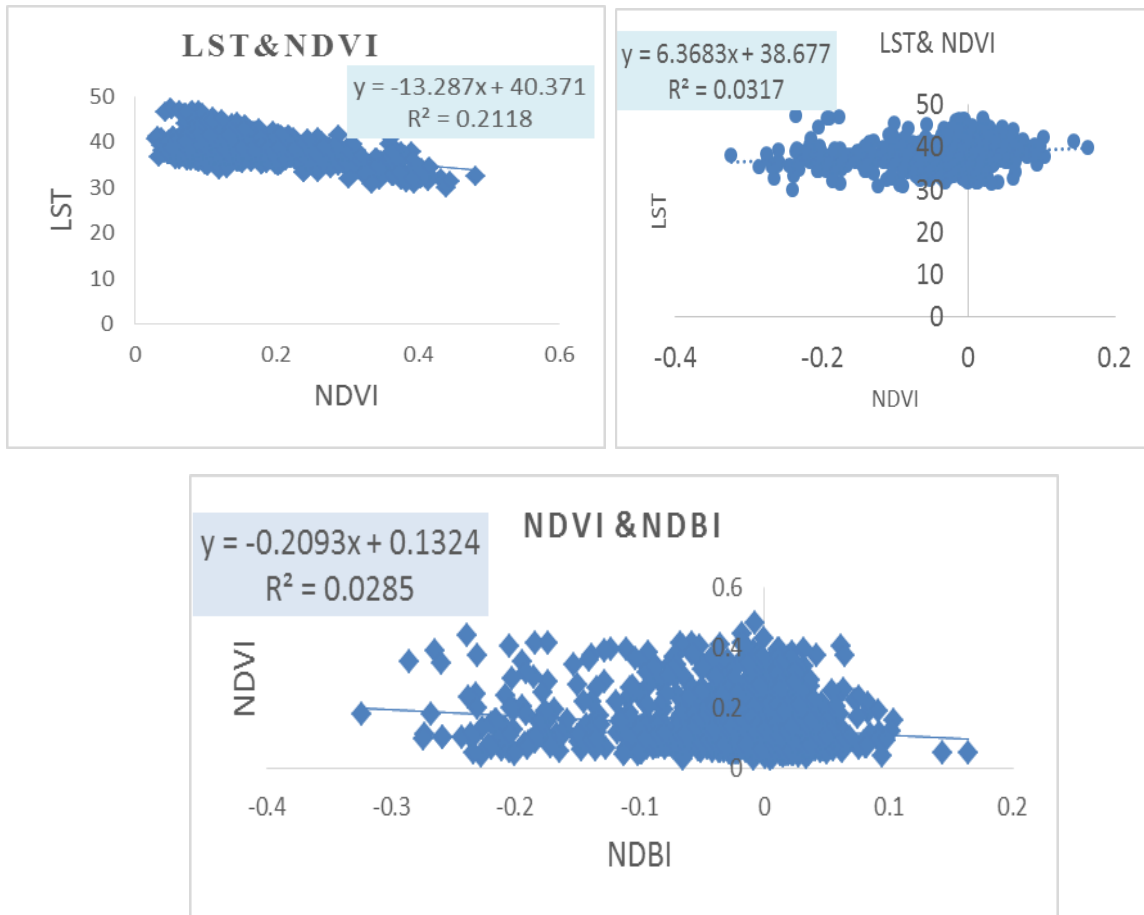 LST&NDVI
y = -13.287x + 40.371
R² = 0.2118
50
40
30
20
10
0
0 0.2 0.4 0.6
LST
NDVI
LST& NDVI
y = 6.3683x + 38.677
R² = 0.0317
50
40
30
20
10
0
-0.4 -0.2 0 0.2
LST
NDVI
NDVI &NDBI
y = -0.2093x + 0.1324
R² = 0.0285
0.6
0.4
0.2
0
-0.4 -0.3 -0.2 -0.1 0 0.1 0.2
NDVI
NDBI